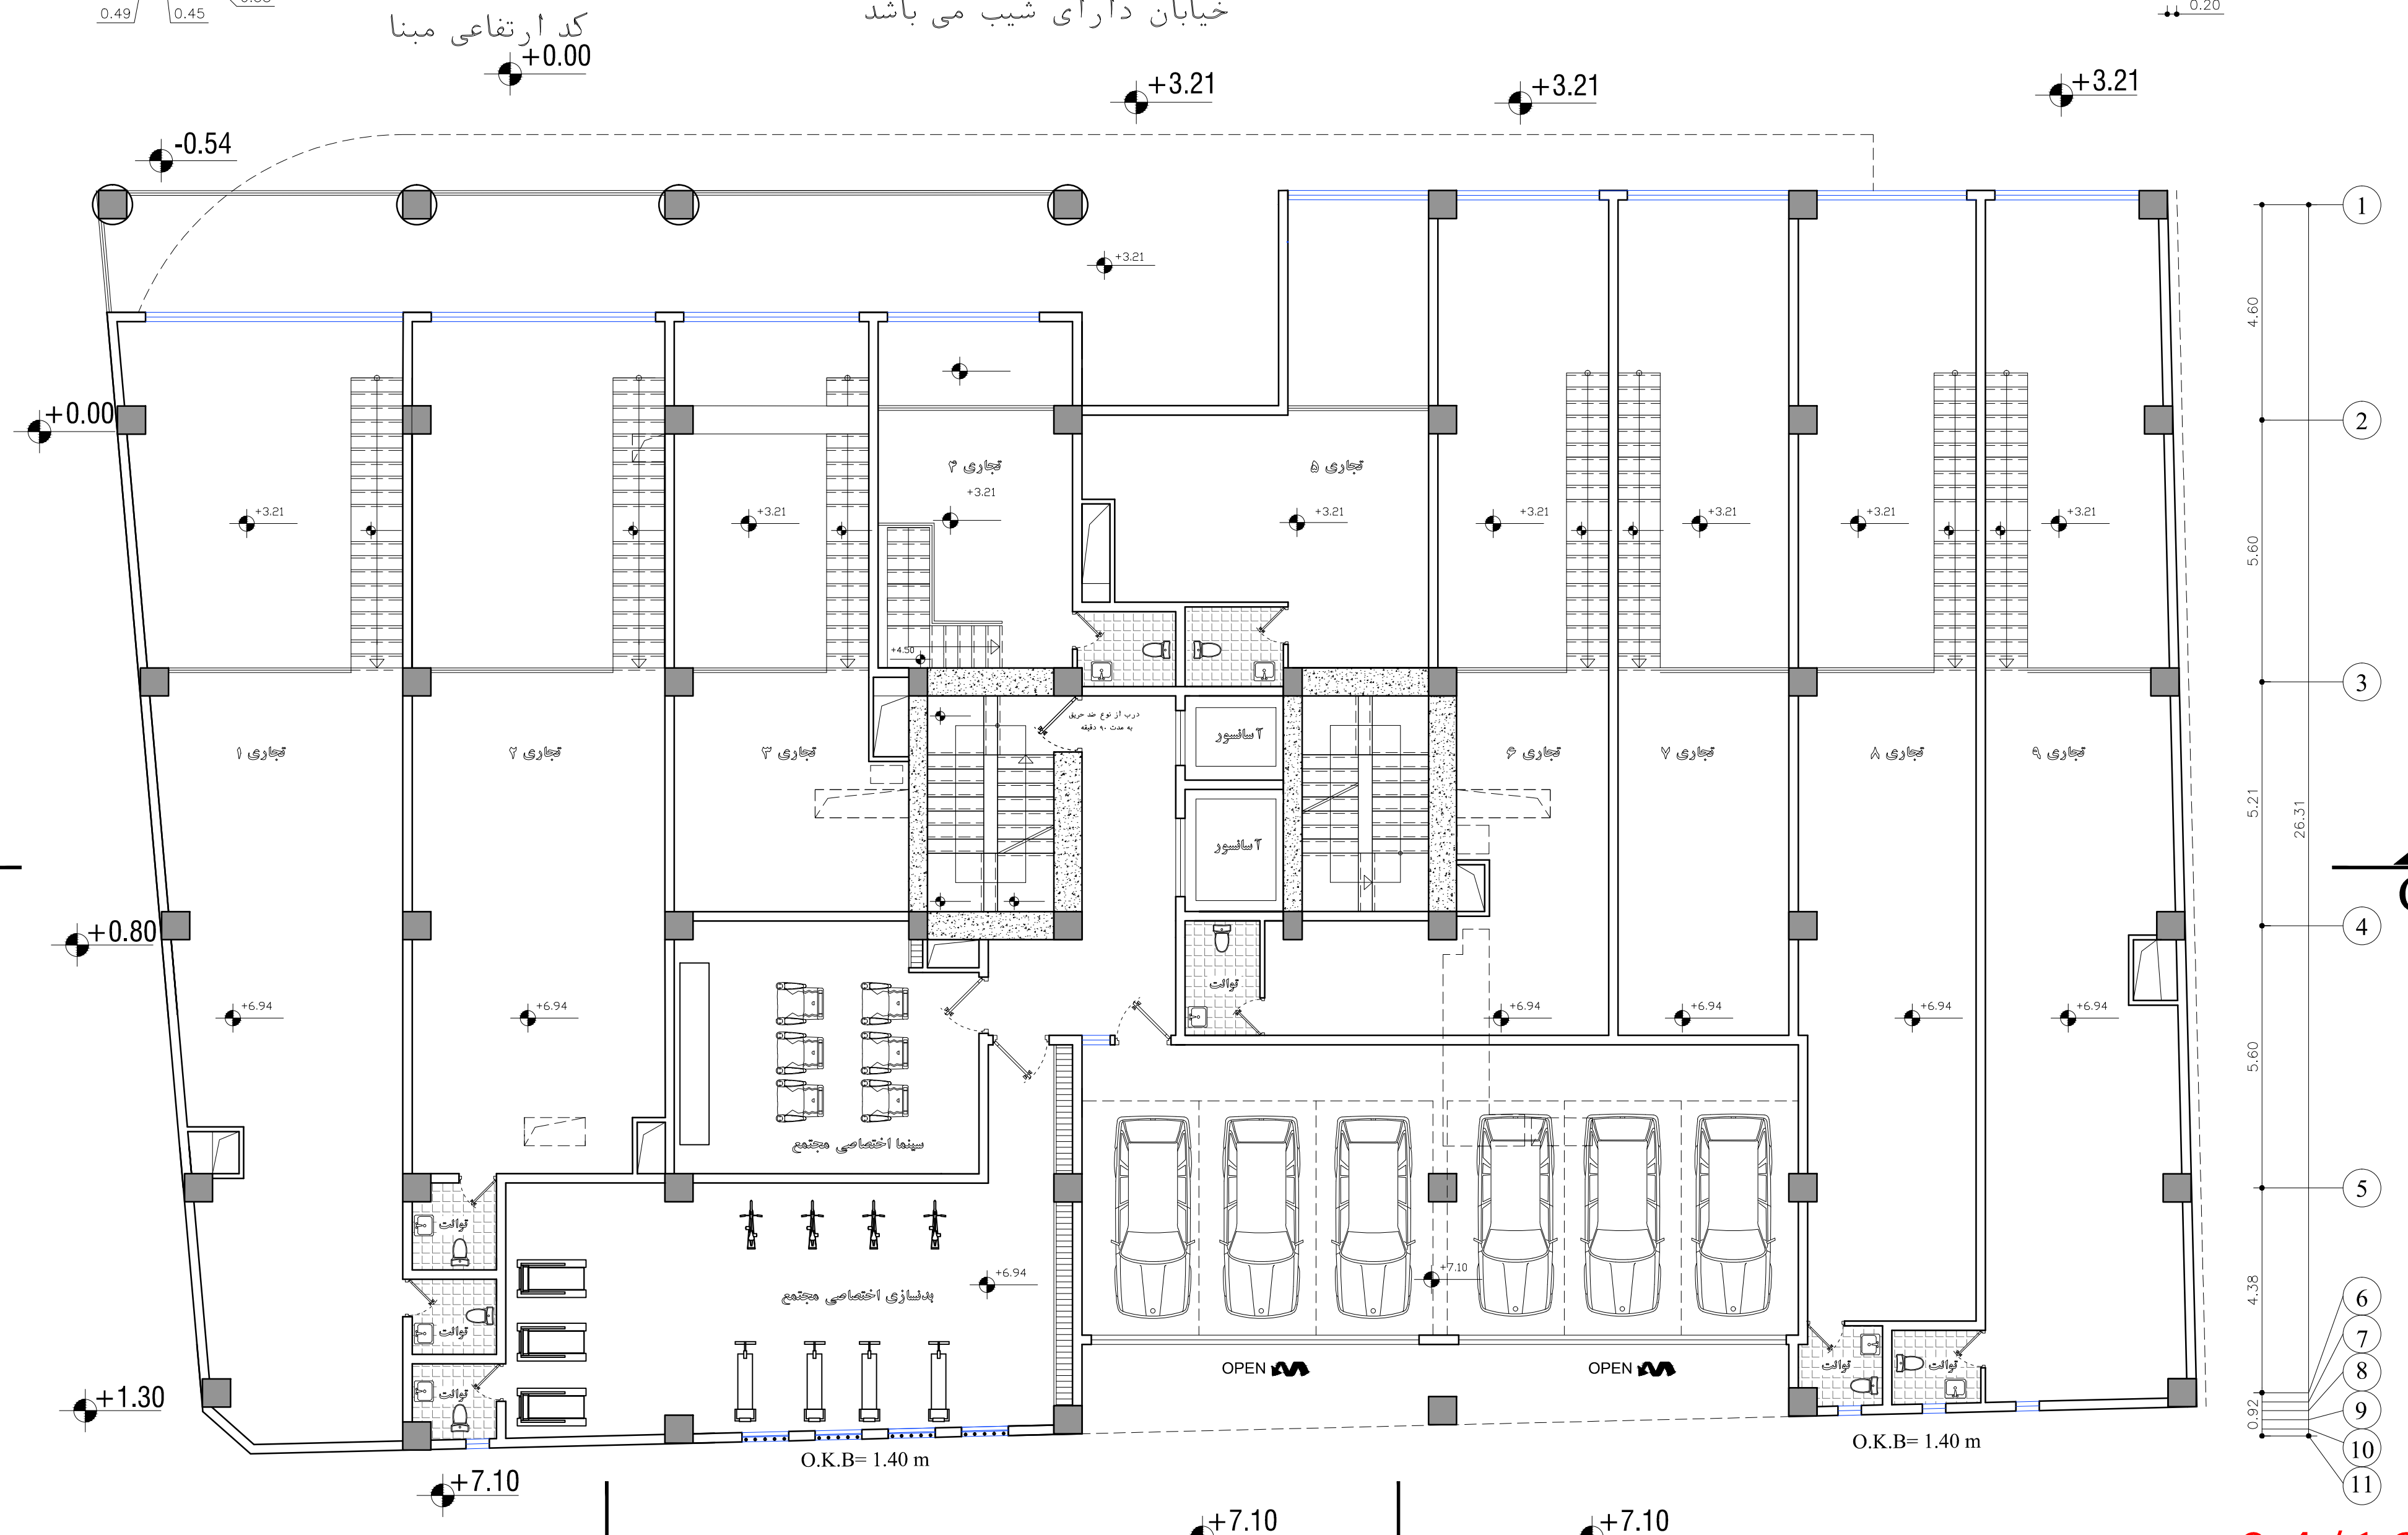 0.49
0.45
کد ارتفاعی مبنا
خیابان دارای شیب می باشد
0.20
+0.00
+3.21
+3.21
+3.21
-0.54
1
+3.21
4.60
+0.00
2
تجاری ۴
+3.21
تجاری ۵
+3.21
+3.21
+3.21
+3.21
+3.21
+3.21
+3.21
5.60
+4.50
3
درب از نوع ضد حریق
به مدت ۹۰ دقیقه
آسانسور
تجاری ۱
تجاری ۲
تجاری ۳
تجاری ۶
تجاری ۷
تجاری ۸
تجاری ۹
5.21
26.31
آسانسور
+0.80
4
توالت
+6.94
+6.94
+6.94
+6.94
+6.94
+6.94
5.60
سینما اختصاصی مجتمع
5
توالت
+6.94
+7.10
بدنسازی اختصاصی مجتمع
4.38
6
توالت
7
OPEN
OPEN
توالت
توالت
8
توالت
+1.30
0.92
9
O.K.B= 1.40 m
O.K.B= 1.40 m
10
+7.10
11
+7.10
+7.10